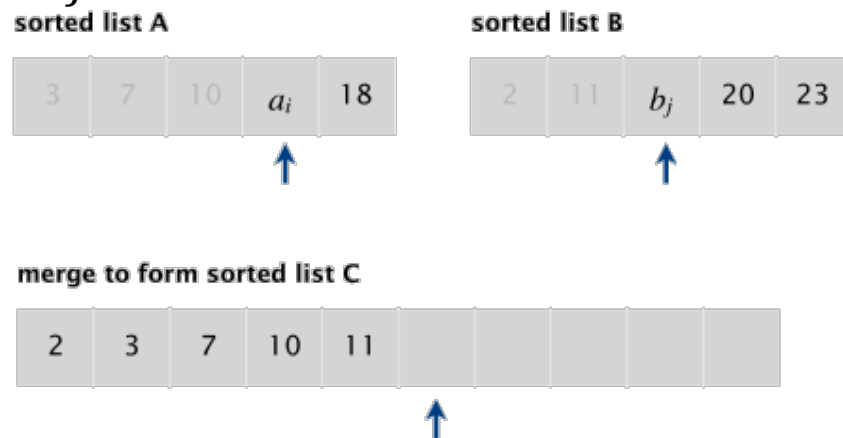 sorted list A
sorted list B
3 7 10 ai 18
2 11 bj 20 23
merge to form sorted list C
2 3 7 10 11